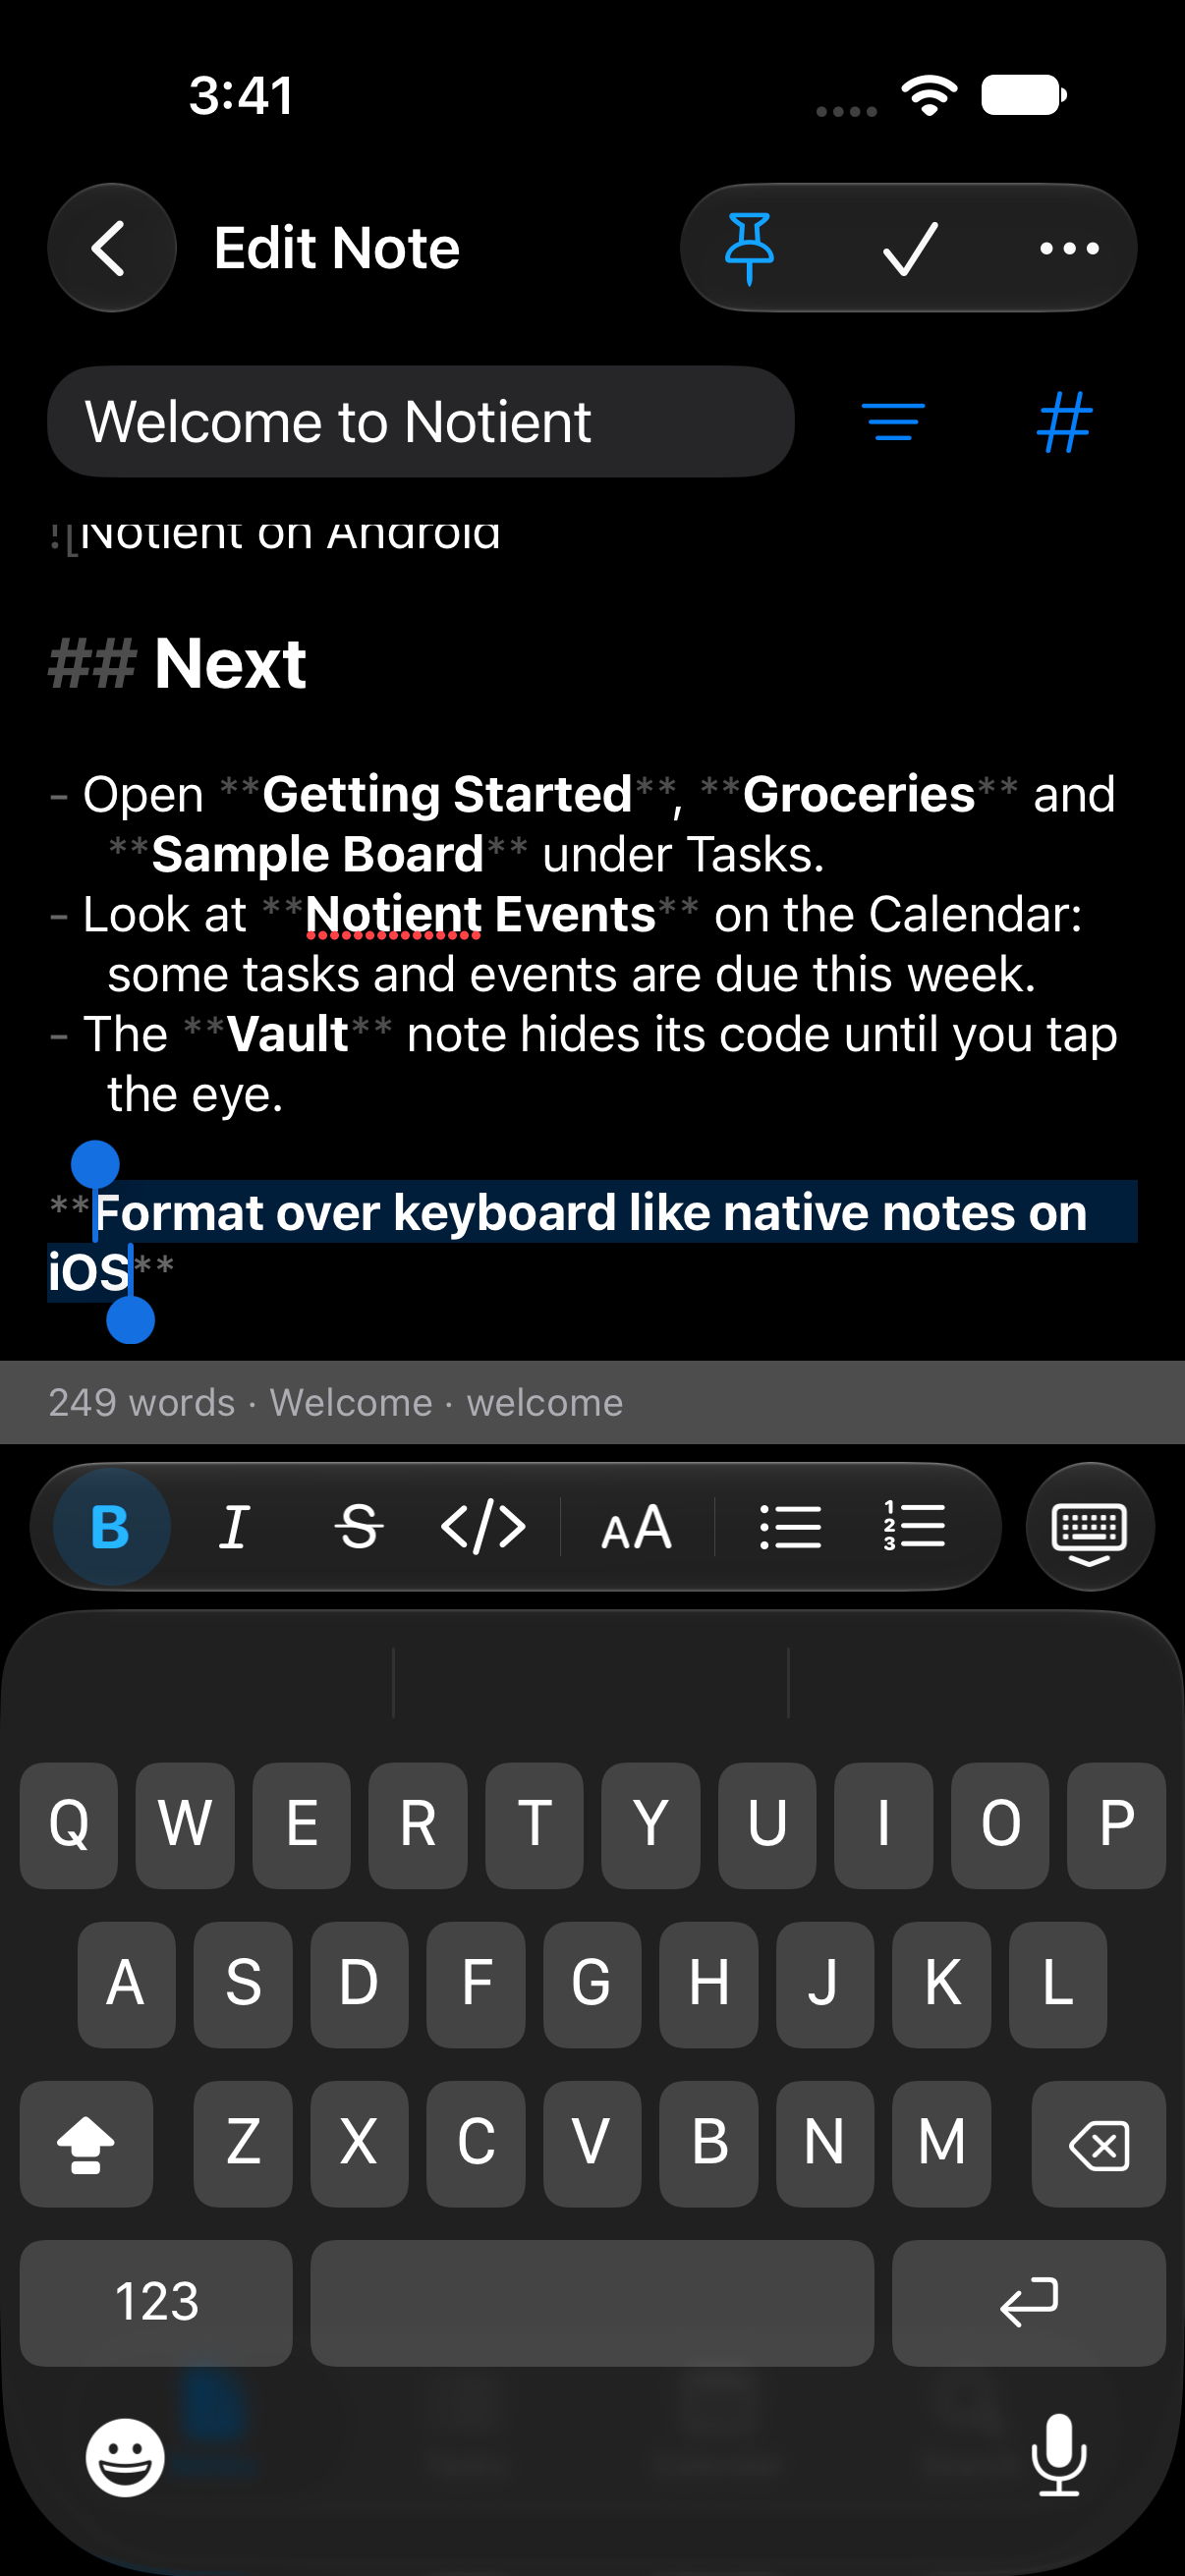 3:41
Edit Note
Welcome to Notient
![Notient on Android
## Next
- Open **Getting Started**, **Groceries** and
**Sample Board** under Tasks.
- Look at **Notient Events** on the Calendar:
some tasks and events are due this week.
- The **Vault** note hides its code until you tap
the eye.
**Format over keyboard like native notes on
iOS**
249 words · Welcome · welcome
B I S </> AA
Q W E R T Y U I O P
A S D F G H J K L
Z X C V B N M
123